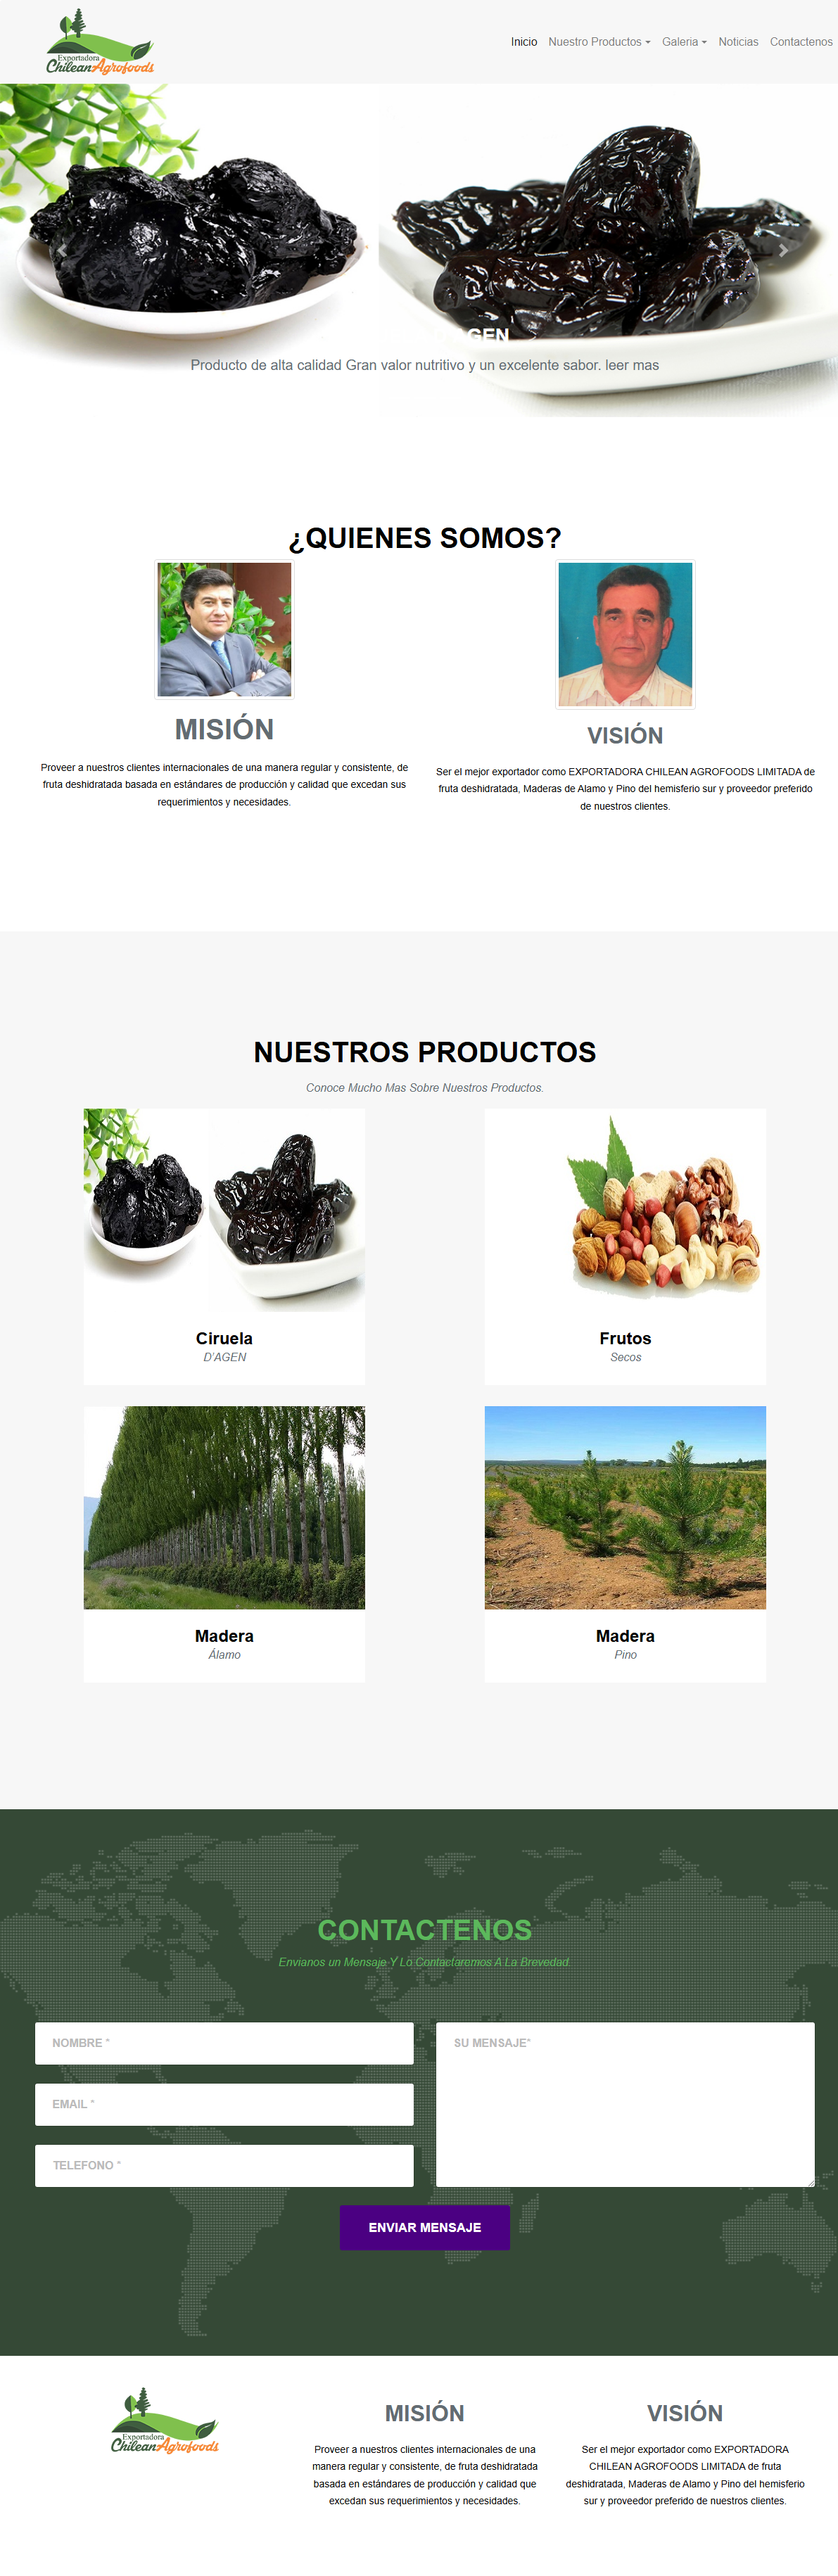 Exportadora
ChileanAgrofoods
Inicio
Nuestro Productos
Galeria
Noticias
Contactenos
Producto de alta calidad Gran valor nutritivo y un excelente sabor. leer mas
¿QUIENES SOMOS?
MISIÓN
Proveer a nuestros clientes internacionales de una manera regular y consistente, de
fruta deshidratada basada en estándares de producción y calidad que excedan sus
requerimientos y necesidades.
VISIÓN
Ser el mejor exportador como EXPORTADORA CHILEAN AGROFOODS LIMITADA de
fruta deshidratada, Maderas de Alamo y Pino del hemisferio sur y proveedor preferido
de nuestros clientes.
NUESTROS PRODUCTOS
Conoce Mucho Mas Sobre Nuestros Productos.
Ciruela
D'AGEN
Frutos
Secos
Madera
Álamo
Madera
Pino
CONTACTENOS
Envianos un Mensaje Y Lo Contactaremos A La Brevedad
NOMBRE *
EMAIL *
TELEFONO *
SU MENSAJE*
ENVIAR MENSAJE
Exportadora
ChileanAgrofoods
MISIÓN
Proveer a nuestros clientes internacionales de una
manera regular y consistente, de fruta deshidratada
basada en estándares de producción y calidad que
excedan sus requerimientos y necesidades.
VISIÓN
Ser el mejor exportador como EXPORTADORA
CHILEAN AGROFOODS LIMITADA de fruta
deshidratada, Maderas de Alamo y Pino del hemisferio
sur y proveedor preferido de nuestros clientes.